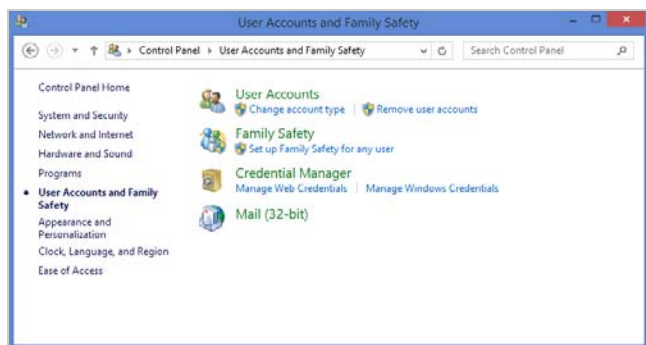 User Accounts and Family Safety
Control Panel ▸ User Accounts and Family Safety
Search Control Panel
Control Panel Home
System and Security
Network and Internet
Hardware and Sound
Programs
User Accounts and Family
Safety
Appearance and
Personalization
Clock, Language, and Region
Ease of Access
User Accounts
Change account type | Remove user accounts
Family Safety
Set up Family Safety for any user
Credential Manager
Manage Web Credentials | Manage Windows Credentials
Mail (32-bit)